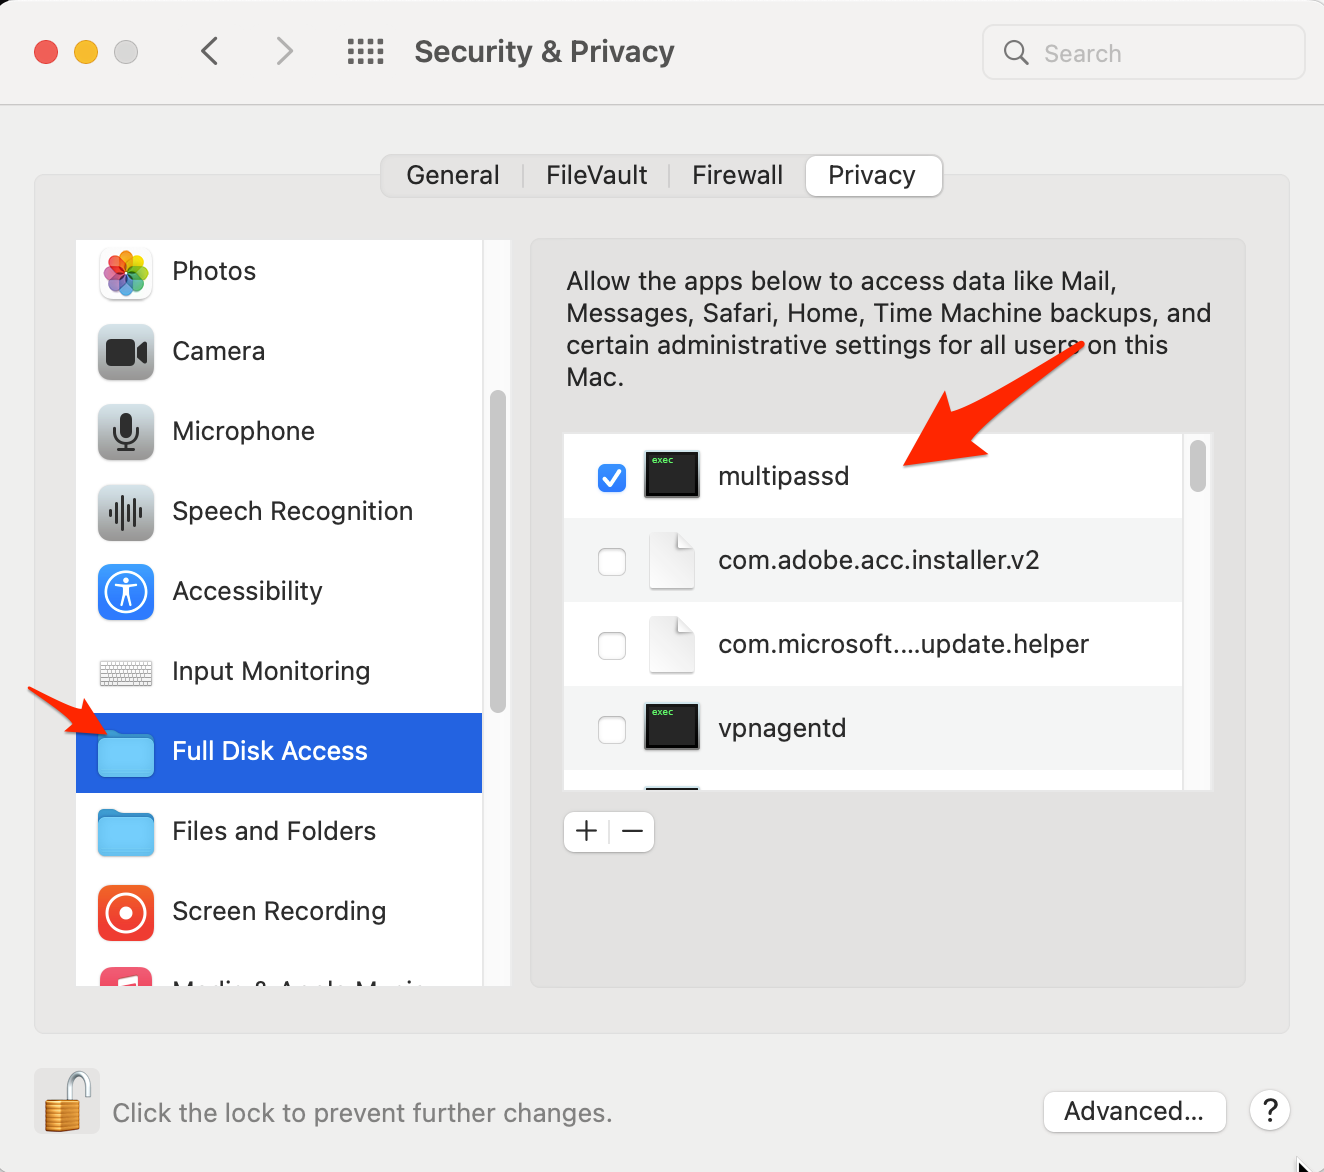 Security & Privacy
Search
General
FileVault
Firewall
Privacy
Photos
Camera
Microphone
Speech Recognition
Accessibility
Input Monitoring
Full Disk Access
Files and Folders
Screen Recording
Media & Apple Music
Allow the apps below to access data like Mail,
Messages, Safari, Home, Time Machine backups, and
certain administrative settings for all users on this
Mac.
exec
multipassd
com.adobe.acc.installer.v2
com.microsoft....update.helper
exec
vpnagentd
Click the lock to prevent further changes.
Advanced...
?